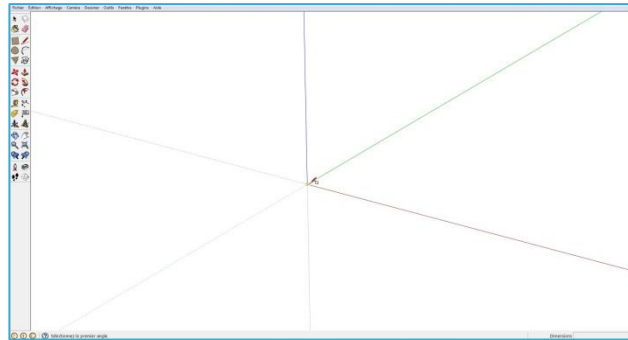 Fichier Edition Affichage Caméra Dessiner Outils Fenêtre Plugins Aide
Sélectionnez le premier angle Dimensions